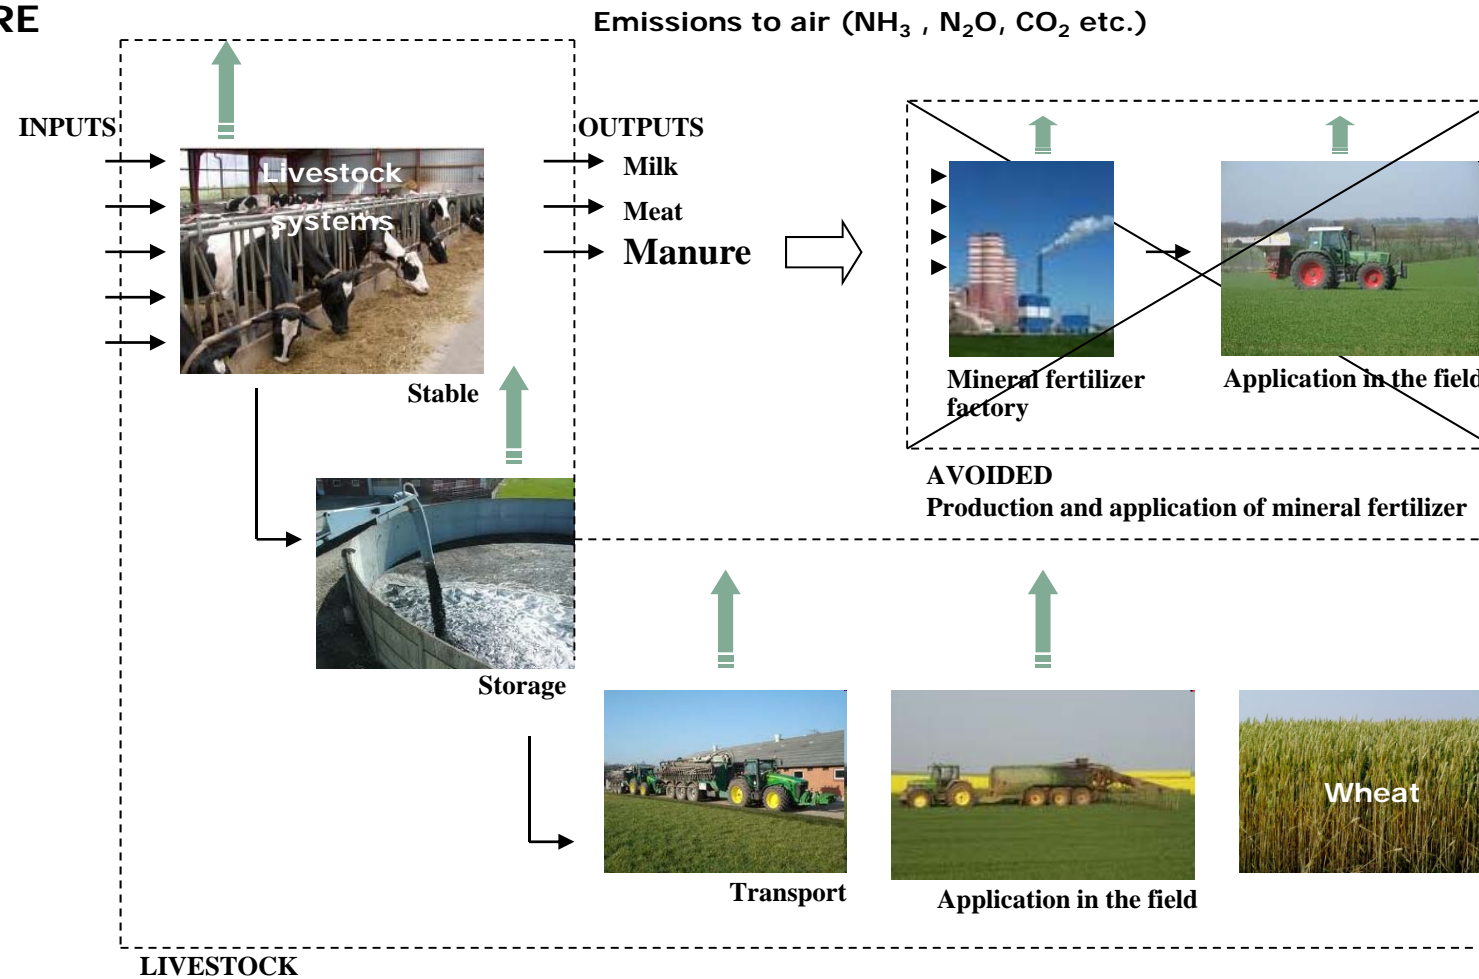 RE
Emissions to air (NH₃ , N₂O, CO₂ etc.)
INPUTS
OUTPUTS
Livestock
systems
Milk
Meat
Manure
Stable
Mineral fertilizer
factory
Application in the field
AVOIDED
Production and application of mineral fertilizer
Storage
Wheat
Transport
Application in the field
LIVESTOCK